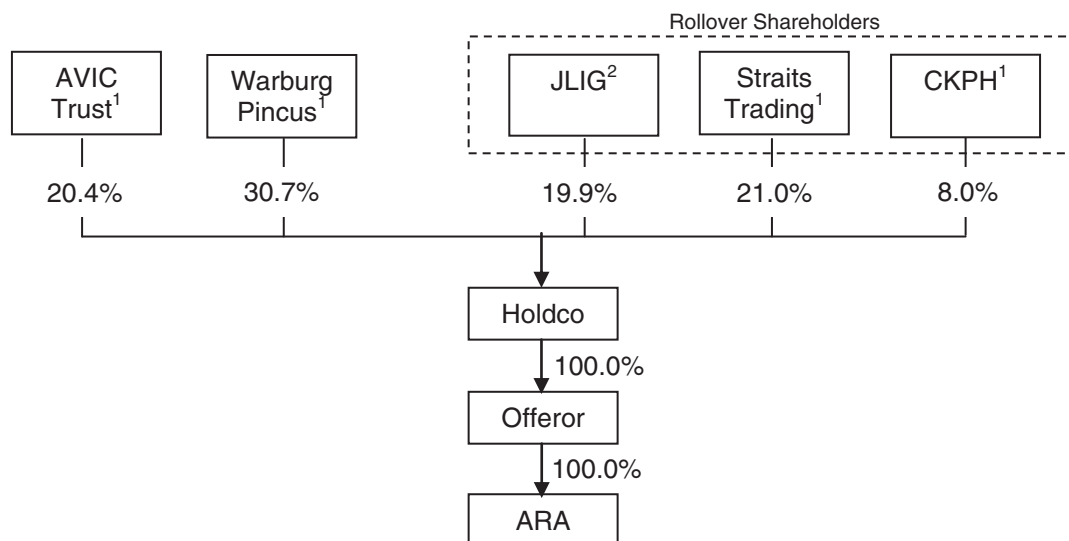 Rollover Shareholders
AVIC
Trust¹
Warburg
Pincus¹
JLIG²
Straits
Trading¹
CKPH¹
20.4%
30.7%
19.9%
21.0%
8.0%
Holdco
100.0%
Offeror
100.0%
ARA